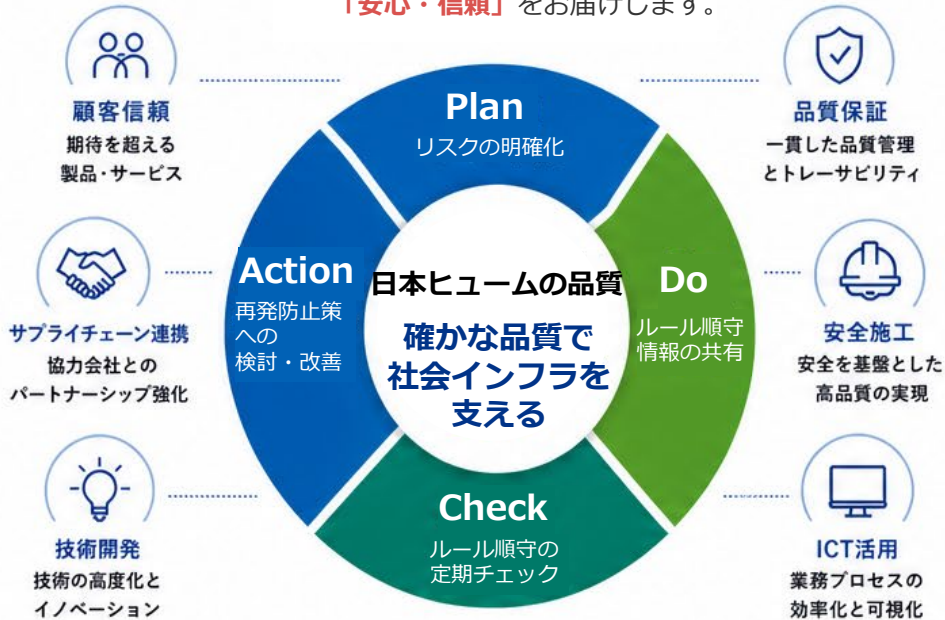 「安心・信頼」をお届けします。
顧客信頼
期待を超える
製品・サービス
Plan
リスクの明確化
品質保証
一貫した品質管理
とトレーサビリティ
サプライチェーン連携
協力会社との
パートナーシップ強化
Action
再発防止策
への
検討・改善
日本ヒュームの品質
確かな品質で
社会インフラを
支える
Do
ルール順守
情報の共有
安全施工
安全を基盤とした
高品質の実現
技術開発
技術の高度化と
イノベーション
Check
ルール順守の
定期チェック
ICT活用
業務プロセスの
効率化と可視化